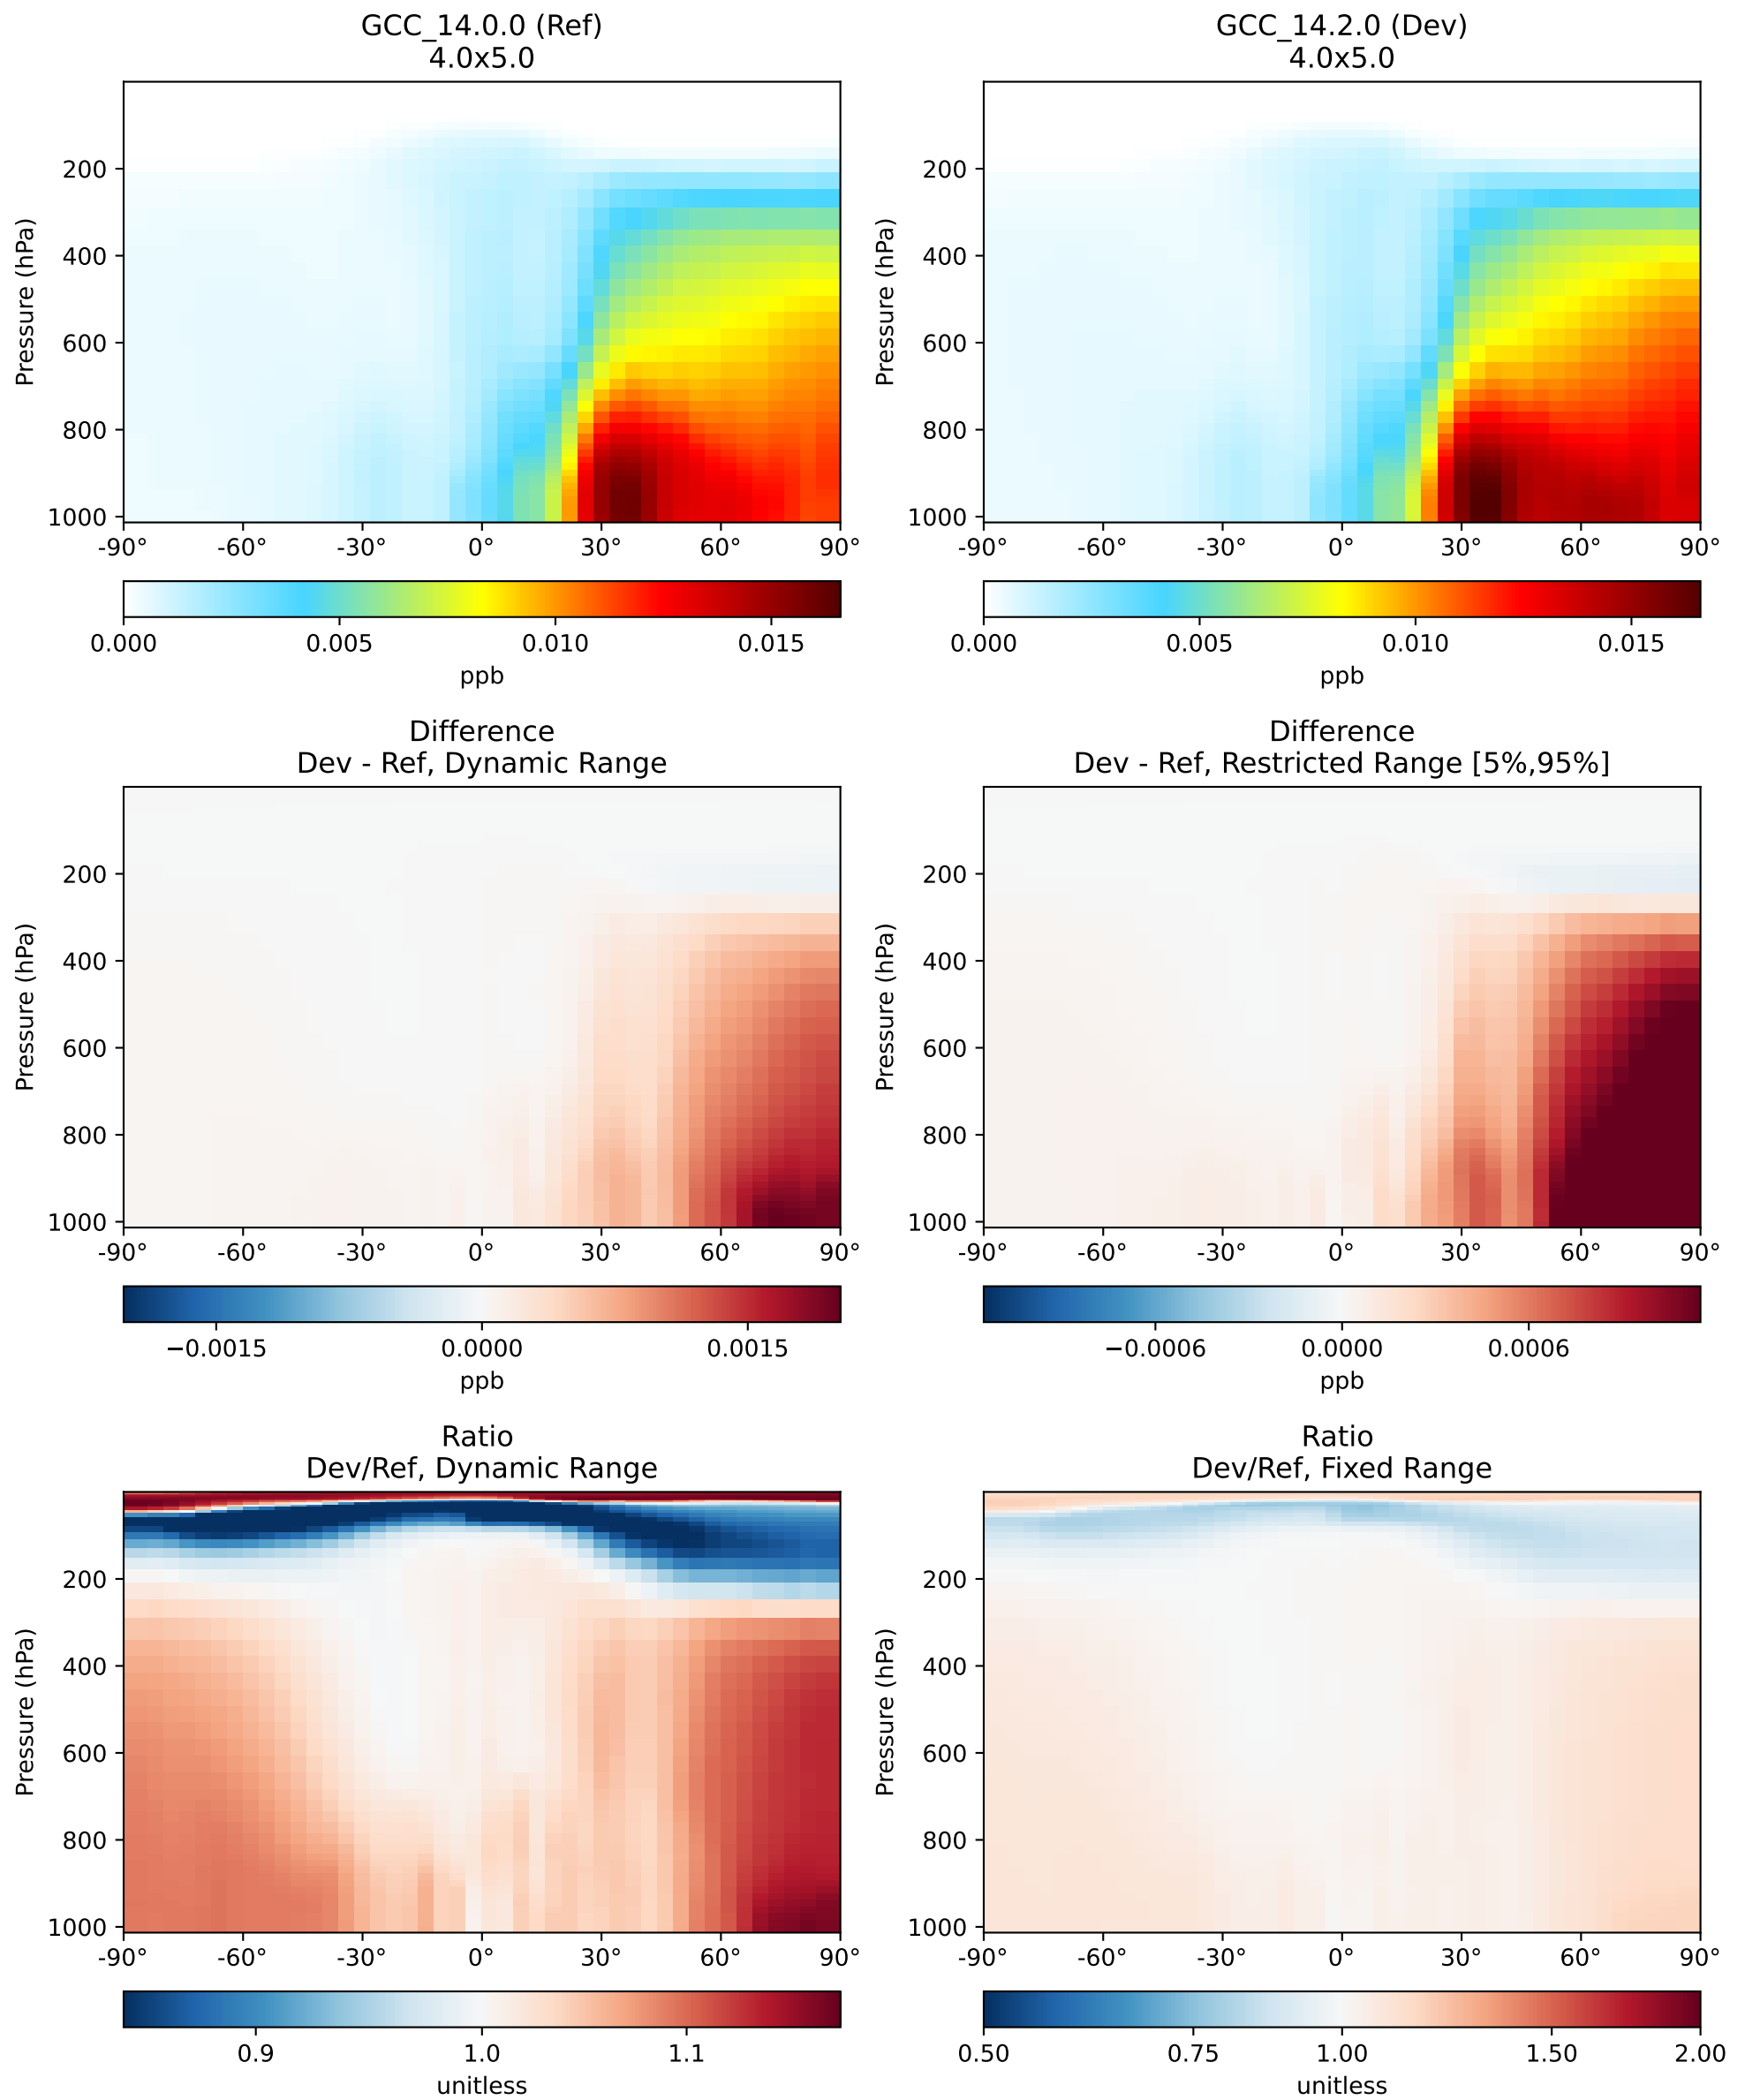 GCC_14.0.0 (Ref)
4.0x5.0
Pressure (hPa)
200
400
600
800
1000
-90° -60° -30° 0° 30° 60° 90°
0.000 0.005 0.010 0.015
ppb
GCC_14.2.0 (Dev)
4.0x5.0
Pressure (hPa)
200
400
600
800
1000
-90° -60° -30° 0° 30° 60° 90°
0.000 0.005 0.010 0.015
ppb
Difference
Dev - Ref, Dynamic Range
Pressure (hPa)
200
400
600
800
1000
-90° -60° -30° 0° 30° 60° 90°
−0.0015 0.0000 0.0015
ppb
Difference
Dev - Ref, Restricted Range [5%,95%]
Pressure (hPa)
200
400
600
800
1000
-90° -60° -30° 0° 30° 60° 90°
−0.0006 0.0000 0.0006
ppb
Ratio
Dev/Ref, Dynamic Range
Pressure (hPa)
200
400
600
800
1000
-90° -60° -30° 0° 30° 60° 90°
0.9 1.0 1.1
unitless
Ratio
Dev/Ref, Fixed Range
Pressure (hPa)
200
400
600
800
1000
-90° -60° -30° 0° 30° 60° 90°
0.50 0.75 1.00 1.50 2.00
unitless